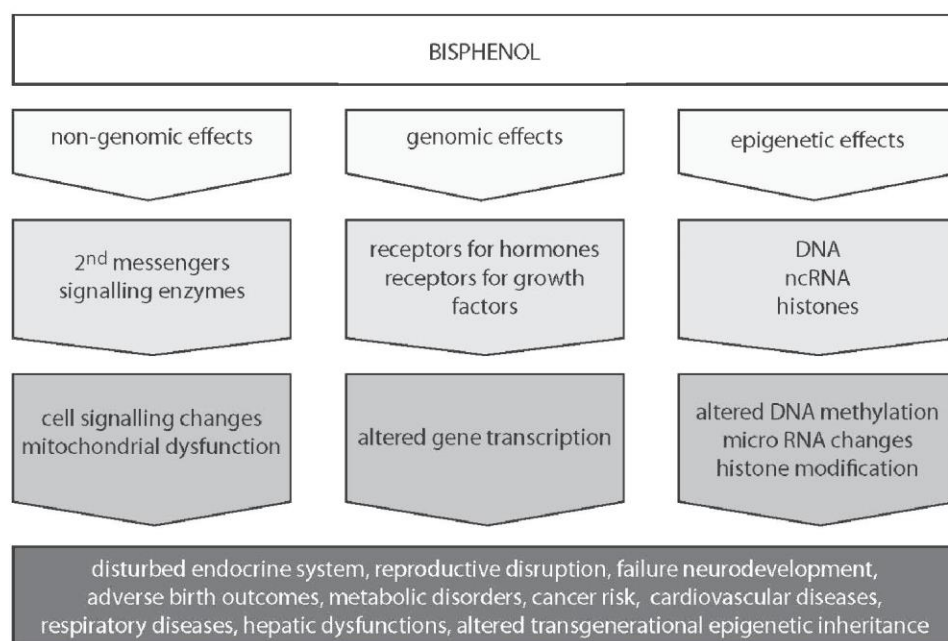 BISPHENOL
non-genomic effects
genomic effects
epigenetic effects
2nd messengers
signalling enzymes
receptors for hormones
receptors for growth
factors
DNA
ncRNA
histones
cell signalling changes
mitochondrial dysfunction
altered gene transcription
altered DNA methylation
micro RNA changes
histone modification
disturbed endocrine system, reproductive disruption, failure neurodevelopment,
adverse birth outcomes, metabolic disorders, cancer risk, cardiovascular diseases,
respiratory diseases, hepatic dysfunctions, altered transgenerational epigenetic inheritance